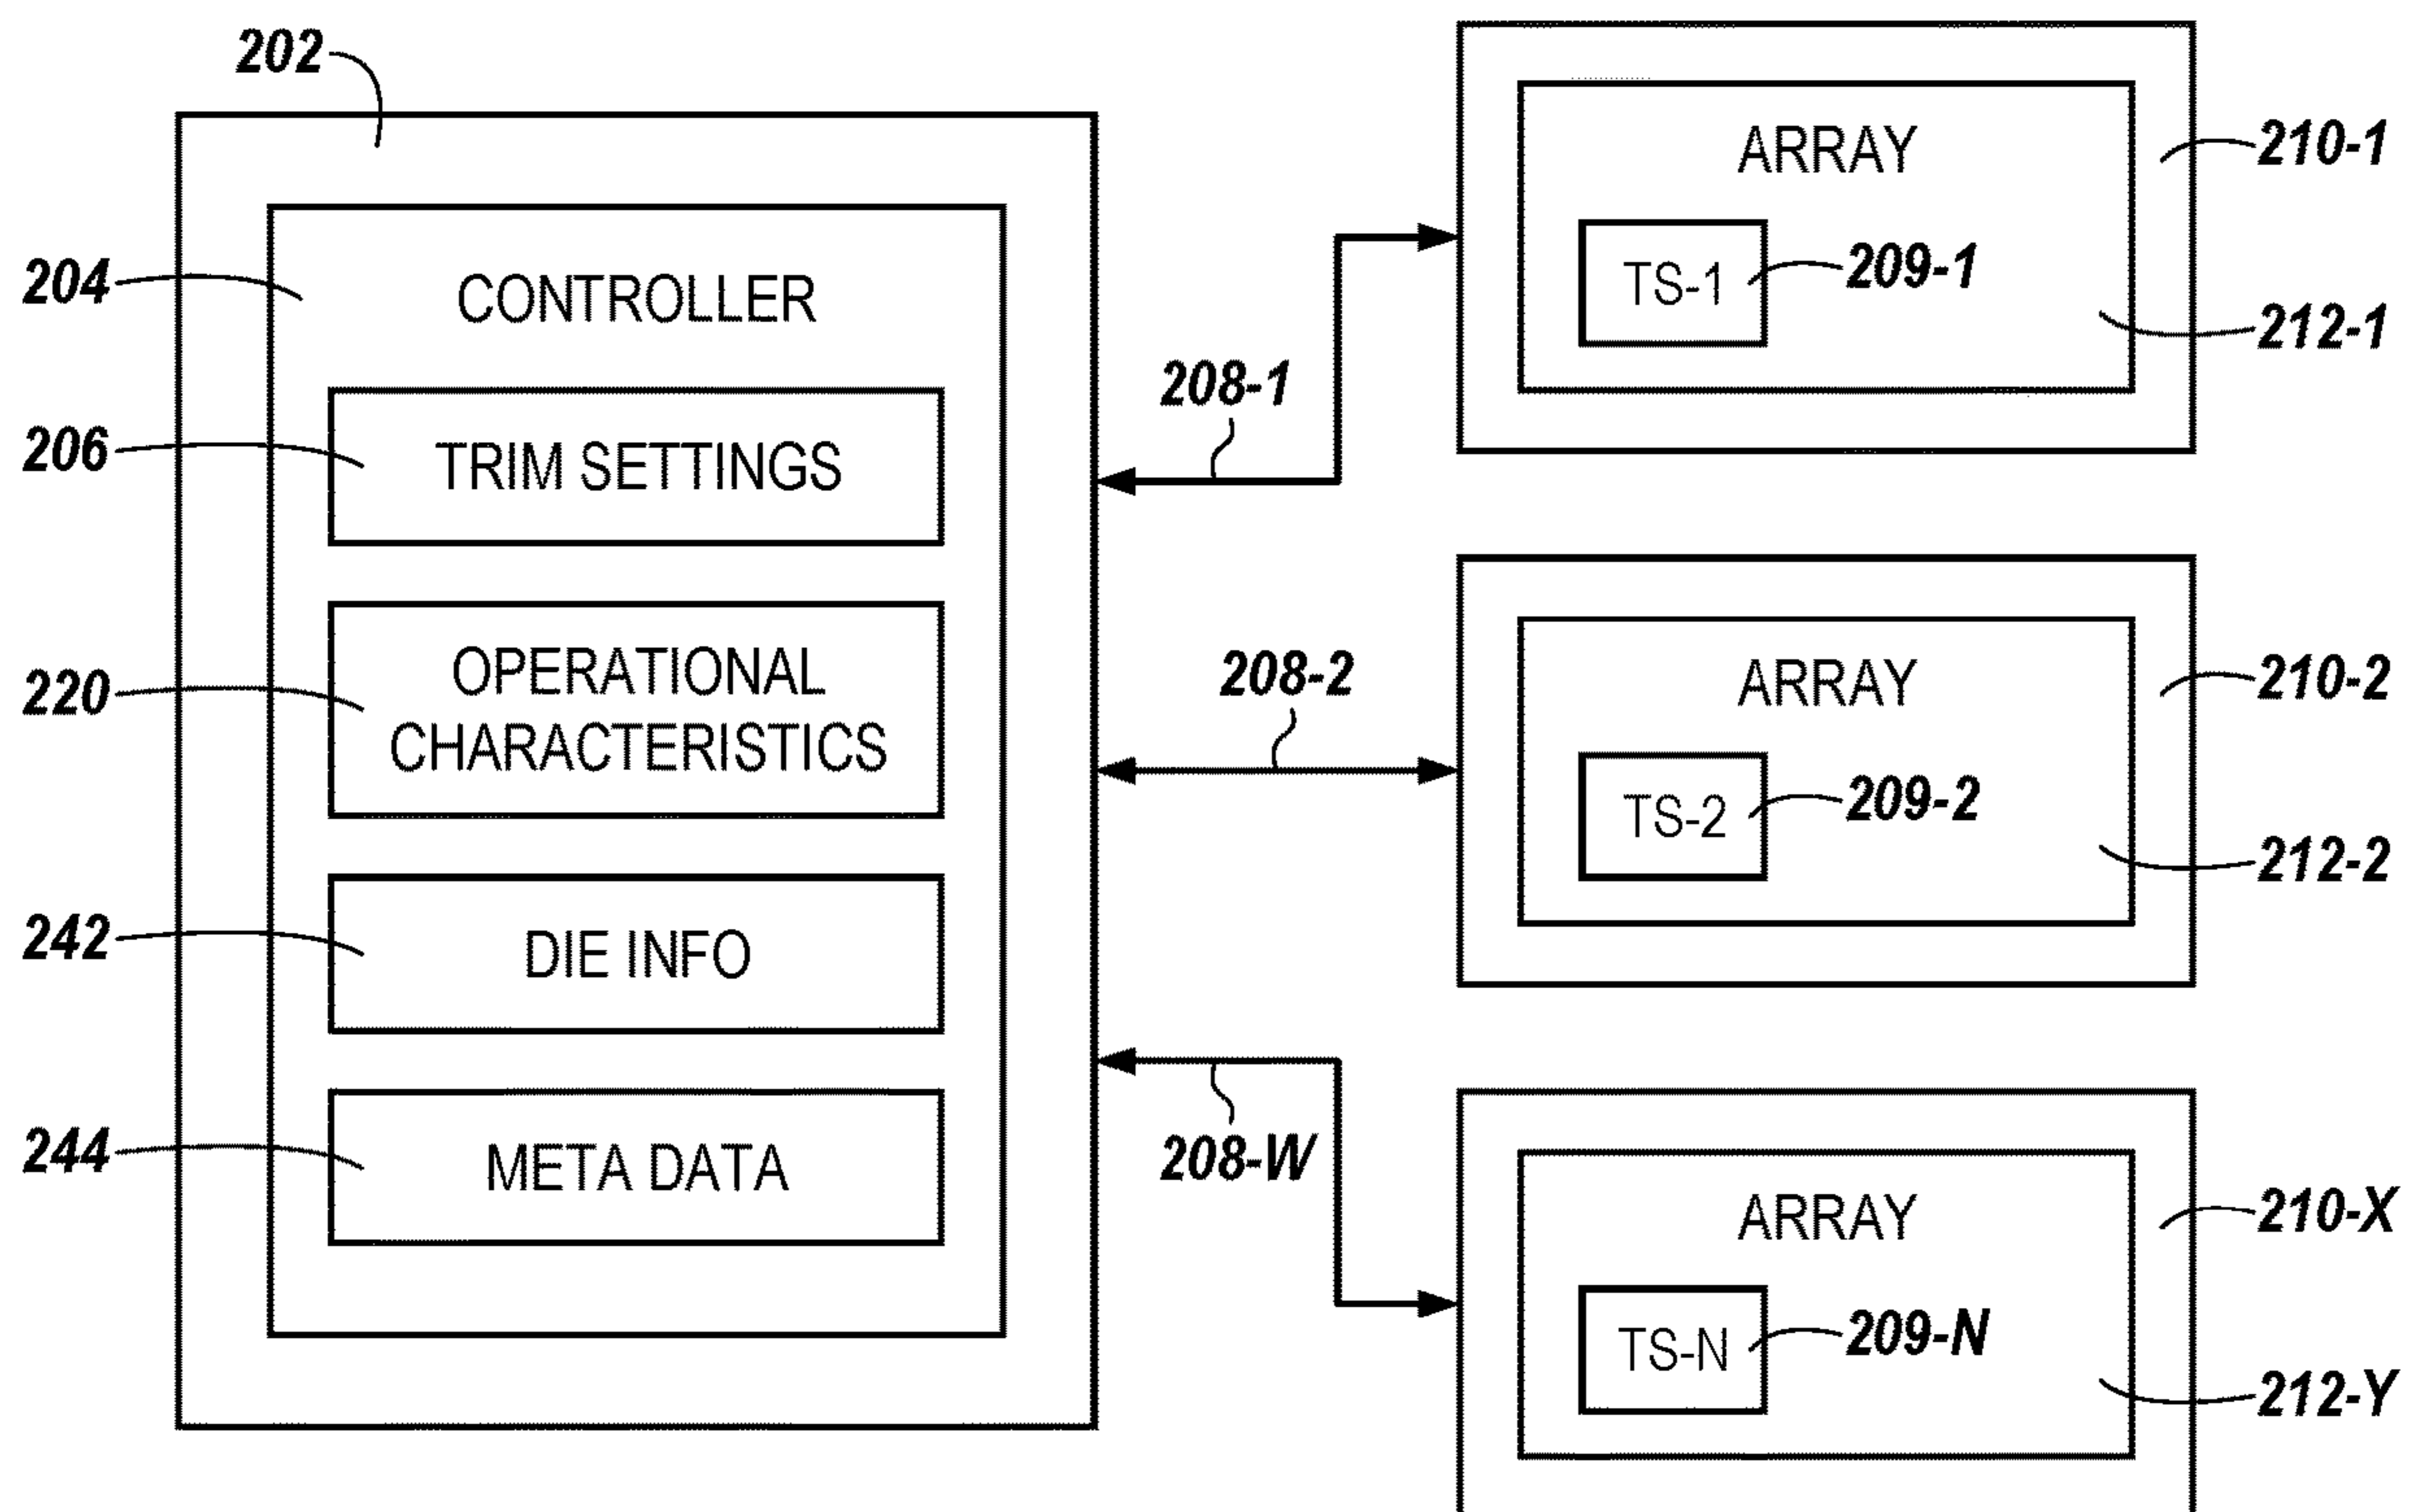 202
204
CONTROLLER
206
TRIM SETTINGS
220
OPERATIONAL
CHARACTERISTICS
242
DIE INFO
244
META DATA
208-1
208-2
208-W
ARRAY
210-1
TS-1
209-1
212-1
ARRAY
210-2
TS-2
209-2
212-2
ARRAY
210-X
TS-N
209-N
212-Y